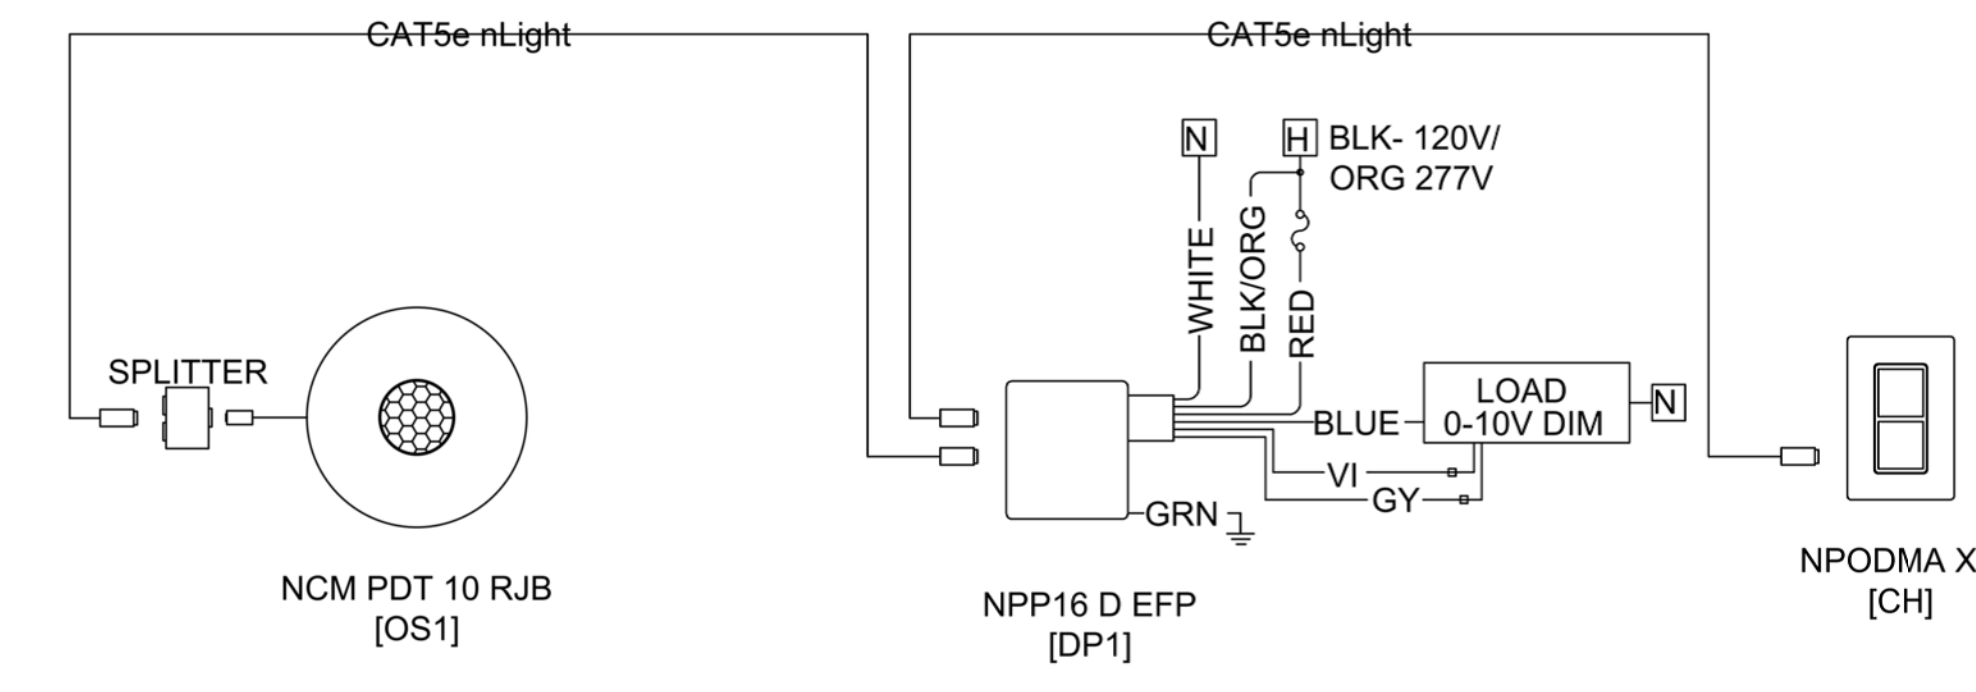 CAT5e nLight
CAT5e nLight
N
H
BLK- 120V/
ORG 277V
WHITE
BLK/ORG
RED
SPLITTER
LOAD
0-10V DIM
N
BLUE
VI
GY
GRN
NCM PDT 10 RJB
[OS1]
NPP16 D EFP
[DP1]
NPODMA X
[CH]